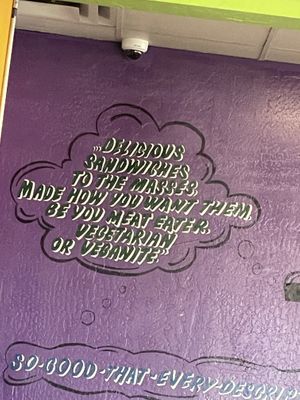 "...DELICIOUS
SANDWICHES
TO THE MASSES.
MADE HOW YOU WANT THEM.
BE YOU MEAT EATER.
VEGETARIAN
OR VEGANITE."
SO-GOOD-THAT-EVERY-DESCRIP